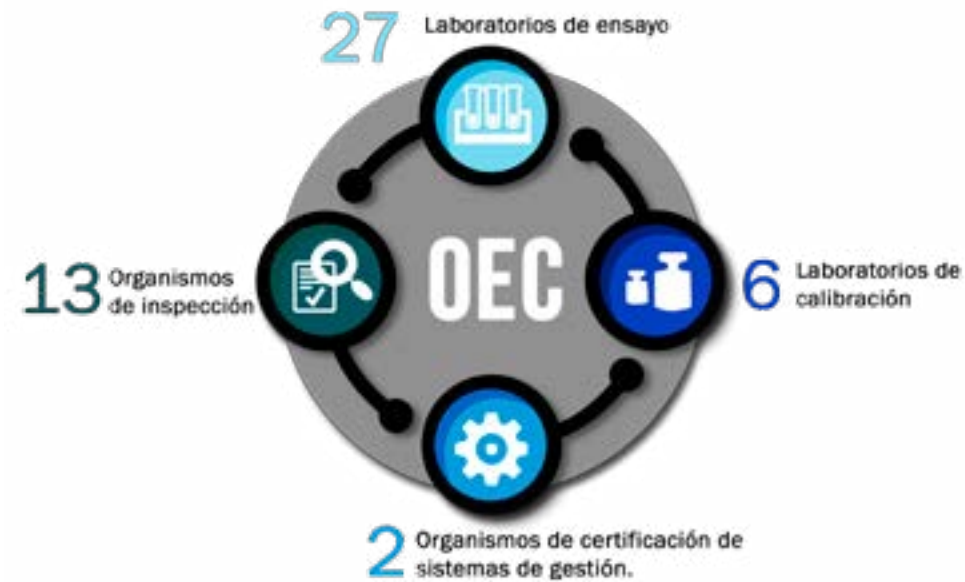 27 Laboratorios de ensayo
OEC
13 Organismos
de inspección
6 Laboratorios de
calibración
2 Organismos de certificación de
sistemas de gestión.